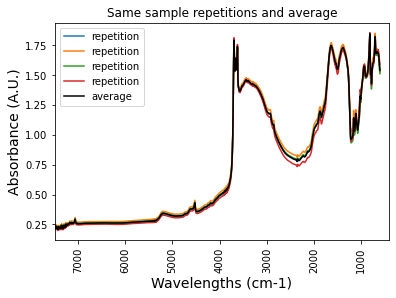 Same sample repetitions and average
repetition
repetition
repetition
repetition
average
Absorbance (A.U.)
1.75
1.50
1.25
1.00
0.75
0.50
0.25
7000
6000
5000
4000
3000
2000
1000
Wavelengths (cm-1)